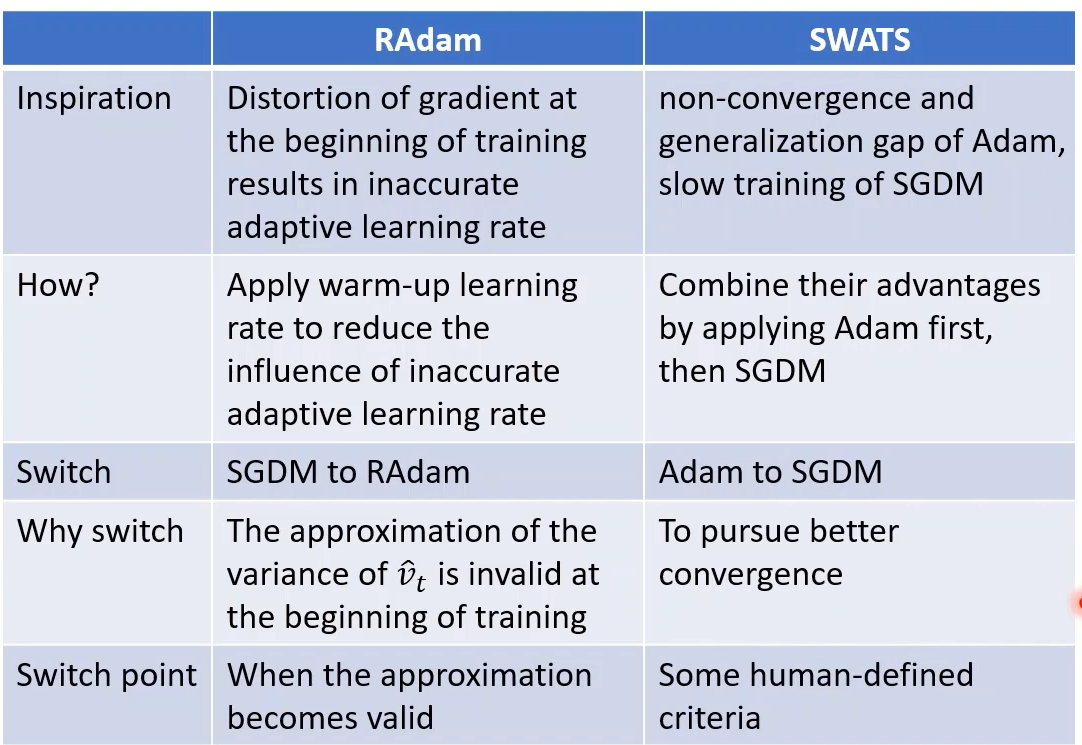 RAdam
SWATS
Inspiration
Distortion of gradient at
the beginning of training
results in inaccurate
adaptive learning rate
non-convergence and
generalization gap of Adam,
slow training of SGDM
How?
Apply warm-up learning
rate to reduce the
influence of inaccurate
adaptive learning rate
Combine their advantages
by applying Adam first,
then SGDM
Switch
SGDM to RAdam
Adam to SGDM
Why switch
The approximation of the
variance of v̂ₜ is invalid at
the beginning of training
To pursue better
convergence
Switch point
When the approximation
becomes valid
Some human-defined
criteria